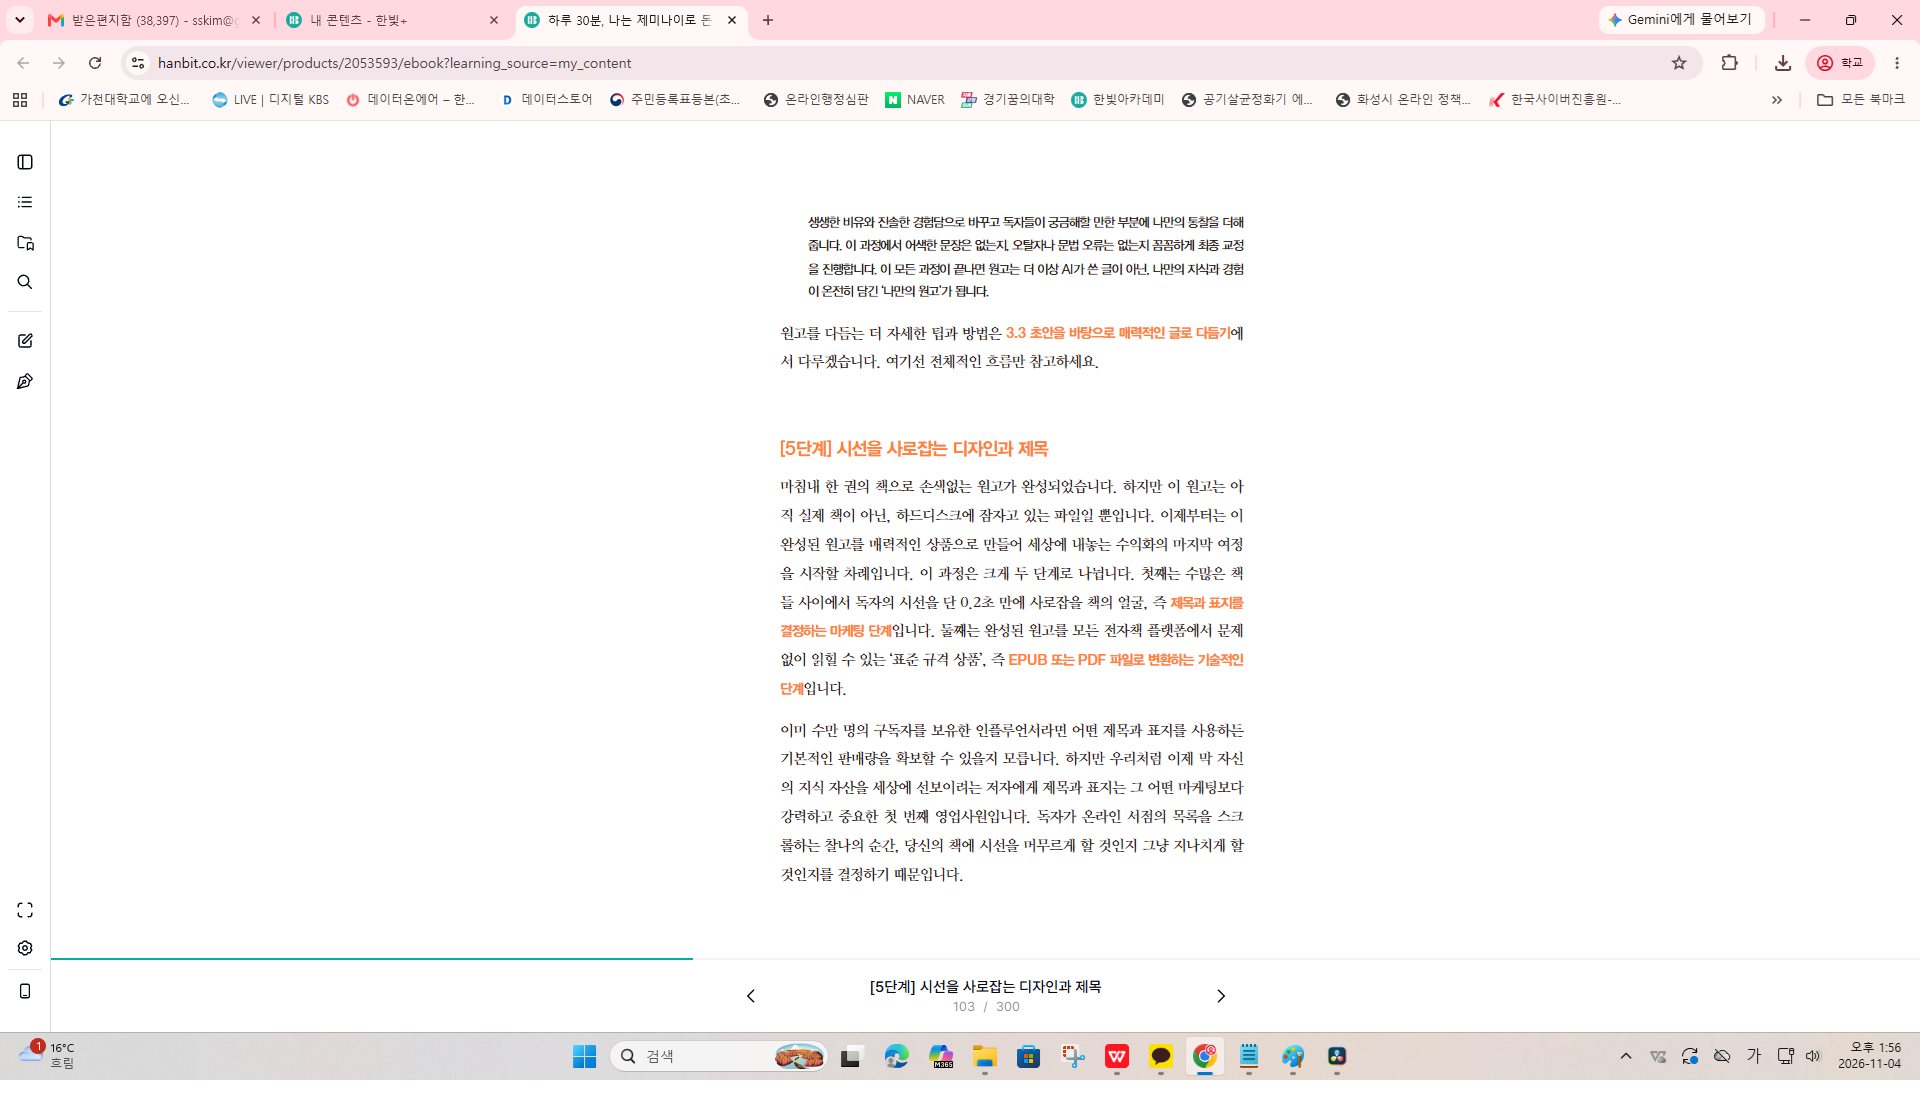 받은편지함 (38,397) - sskim@
내 콘텐츠 - 한빛+
하루 30분, 나는 제미나이로 돈
Gemini에게 물어보기
hanbit.co.kr/viewer/products/2053593/ebook?learning_source=my_content
학교
가천대학교에 오신...
LIVE | 디지털 KBS
데이터온에어 – 한...
데이터스토어
주민등록표등본(초...
온라인행정심판
NAVER
경기꿈의대학
한빛아카데미
공기살균정화기 에...
화성시 온라인 정책...
한국사이버진흥원-...
모든 북마크
생생한 비유와 진솔한 경험담으로 바꾸고 독자들이 궁금해할 만한 부분에 나만의 통찰을 더해
줍니다. 이 과정에서 어색한 문장은 없는지, 오탈자나 문법 오류는 없는지 꼼꼼하게 최종 교정
을 진행합니다. 이 모든 과정이 끝나면 원고는 더 이상 AI가 쓴 글이 아닌, 나만의 지식과 경험
이 온전히 담긴 ‘나만의 원고’가 됩니다.
원고를 다듬는 더 자세한 팁과 방법은 3.3 초안을 바탕으로 매력적인 글로 다듬기에
서 다루겠습니다. 여기선 전체적인 흐름만 참고하세요.
[5단계] 시선을 사로잡는 디자인과 제목
마침내 한 권의 책으로 손색없는 원고가 완성되었습니다. 하지만 이 원고는 아
직 실제 책이 아닌, 하드디스크에 잠자고 있는 파일일 뿐입니다. 이제부터는 이
완성된 원고를 매력적인 상품으로 만들어 세상에 내놓는 수익화의 마지막 여정
을 시작할 차례입니다. 이 과정은 크게 두 단계로 나뉩니다. 첫째는 수많은 책
들 사이에서 독자의 시선을 단 0.2초 만에 사로잡을 책의 얼굴, 즉 제목과 표지를
결정하는 마케팅 단계입니다. 둘째는 완성된 원고를 모든 전자책 플랫폼에서 문제
없이 읽힐 수 있는 ‘표준 규격 상품’, 즉 EPUB 또는 PDF 파일로 변환하는 기술적인
단계입니다.
이미 수만 명의 구독자를 보유한 인플루언서라면 어떤 제목과 표지를 사용하든
기본적인 판매량을 확보할 수 있을지 모릅니다. 하지만 우리처럼 이제 막 자신
의 지식 자산을 세상에 선보이려는 저자에게 제목과 표지는 그 어떤 마케팅보다
강력하고 중요한 첫 번째 영업사원입니다. 독자가 온라인 서점의 목록을 스크
롤하는 찰나의 순간, 당신의 책에 시선을 머무르게 할 것인지 그냥 지나치게 할
것인지를 결정하기 때문입니다.
[5단계] 시선을 사로잡는 디자인과 제목
103 / 300
1
16°C
흐림
검색
M365
가
오후 1:56
2026-11-04